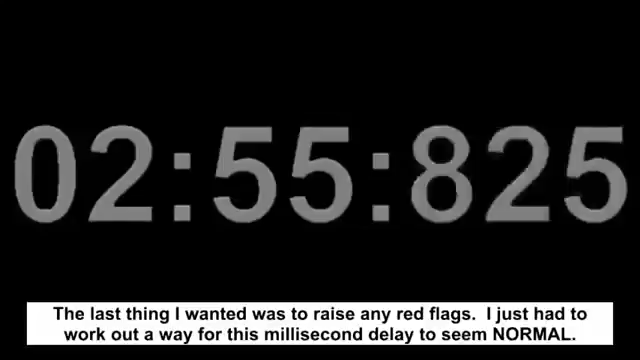 02:55:825
The last thing I wanted was to raise any red flags.  I just had to
work out a way for this millisecond delay to seem NORMAL.